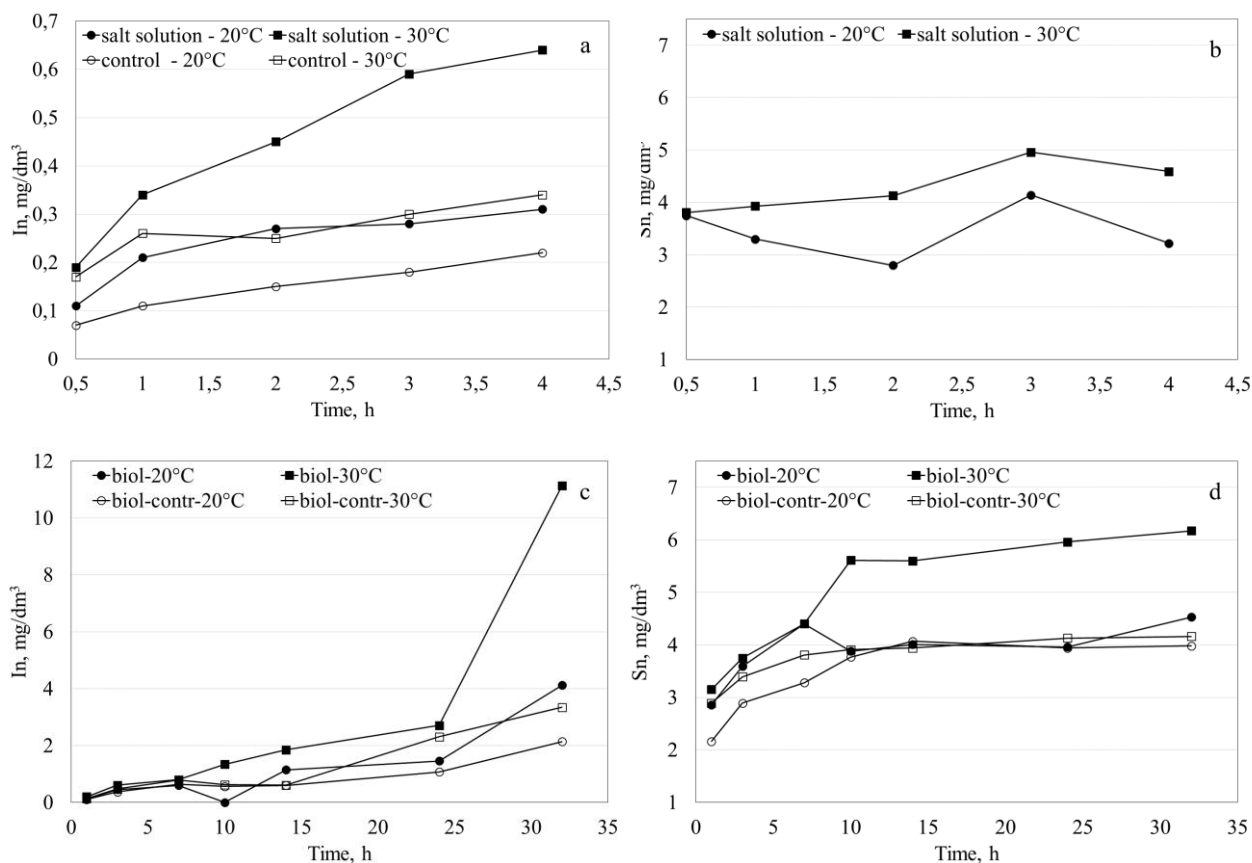 0,7
0,6
0,5
0,4
0,3
0,2
0,1
0
In, mg/dm³
salt solution - 20°C salt solution - 30°C
control - 20°C control - 30°C
a
0,5 1 1,5 2 2,5 3 3,5 4 4,5
Time, h
7
6
5
4
3
2
1
Sn, mg/dm³
salt solution - 20°C salt solution - 30°C
b
0,5 1 1,5 2 2,5 3 3,5 4 4,5
Time, h
12
10
8
6
4
2
0
In, mg/dm³
biol-20°C biol-30°C
biol-contr-20°C biol-contr-30°C
c
0 5 10 15 20 25 30 35
Time, h
7
6
5
4
3
2
1
Sn, mg/dm³
biol-20°C biol-30°C
biol-contr-20°C biol-contr-30°C
d
0 5 10 15 20 25 30 35
Time, h